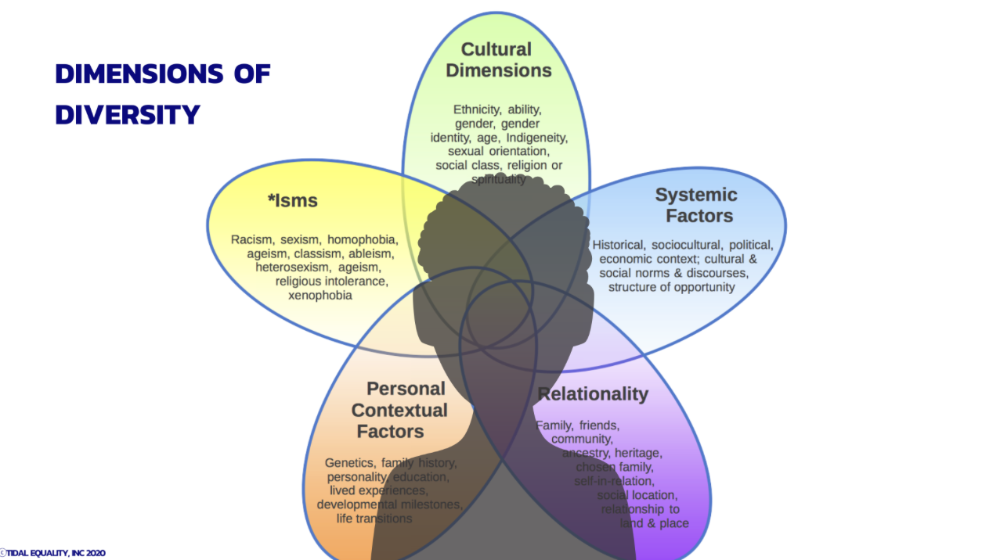 DIMENSIONS OF
DIVERSITY
Cultural
Dimensions
Ethnicity, ability,
gender, gender
identity, age, Indigeneity,
sexual orientation,
social class, religion or
spirituality
*Isms
Racism, sexism, homophobia,
ageism, classism, ableism,
heterosexism, ageism,
religious intolerance,
xenophobia
Systemic
Factors
Historical, sociocultural, political,
economic context; cultural &
social norms & discourses,
structure of opportunity
Personal
Contextual
Factors
Genetics, family history,
personality, education,
lived experiences,
developmental milestones,
life transitions
Relationality
Family, friends,
community,
ancestry, heritage,
chosen family,
self-in-relation,
social location,
relationship to
land & place
©TIDAL EQUALITY, INC 2020